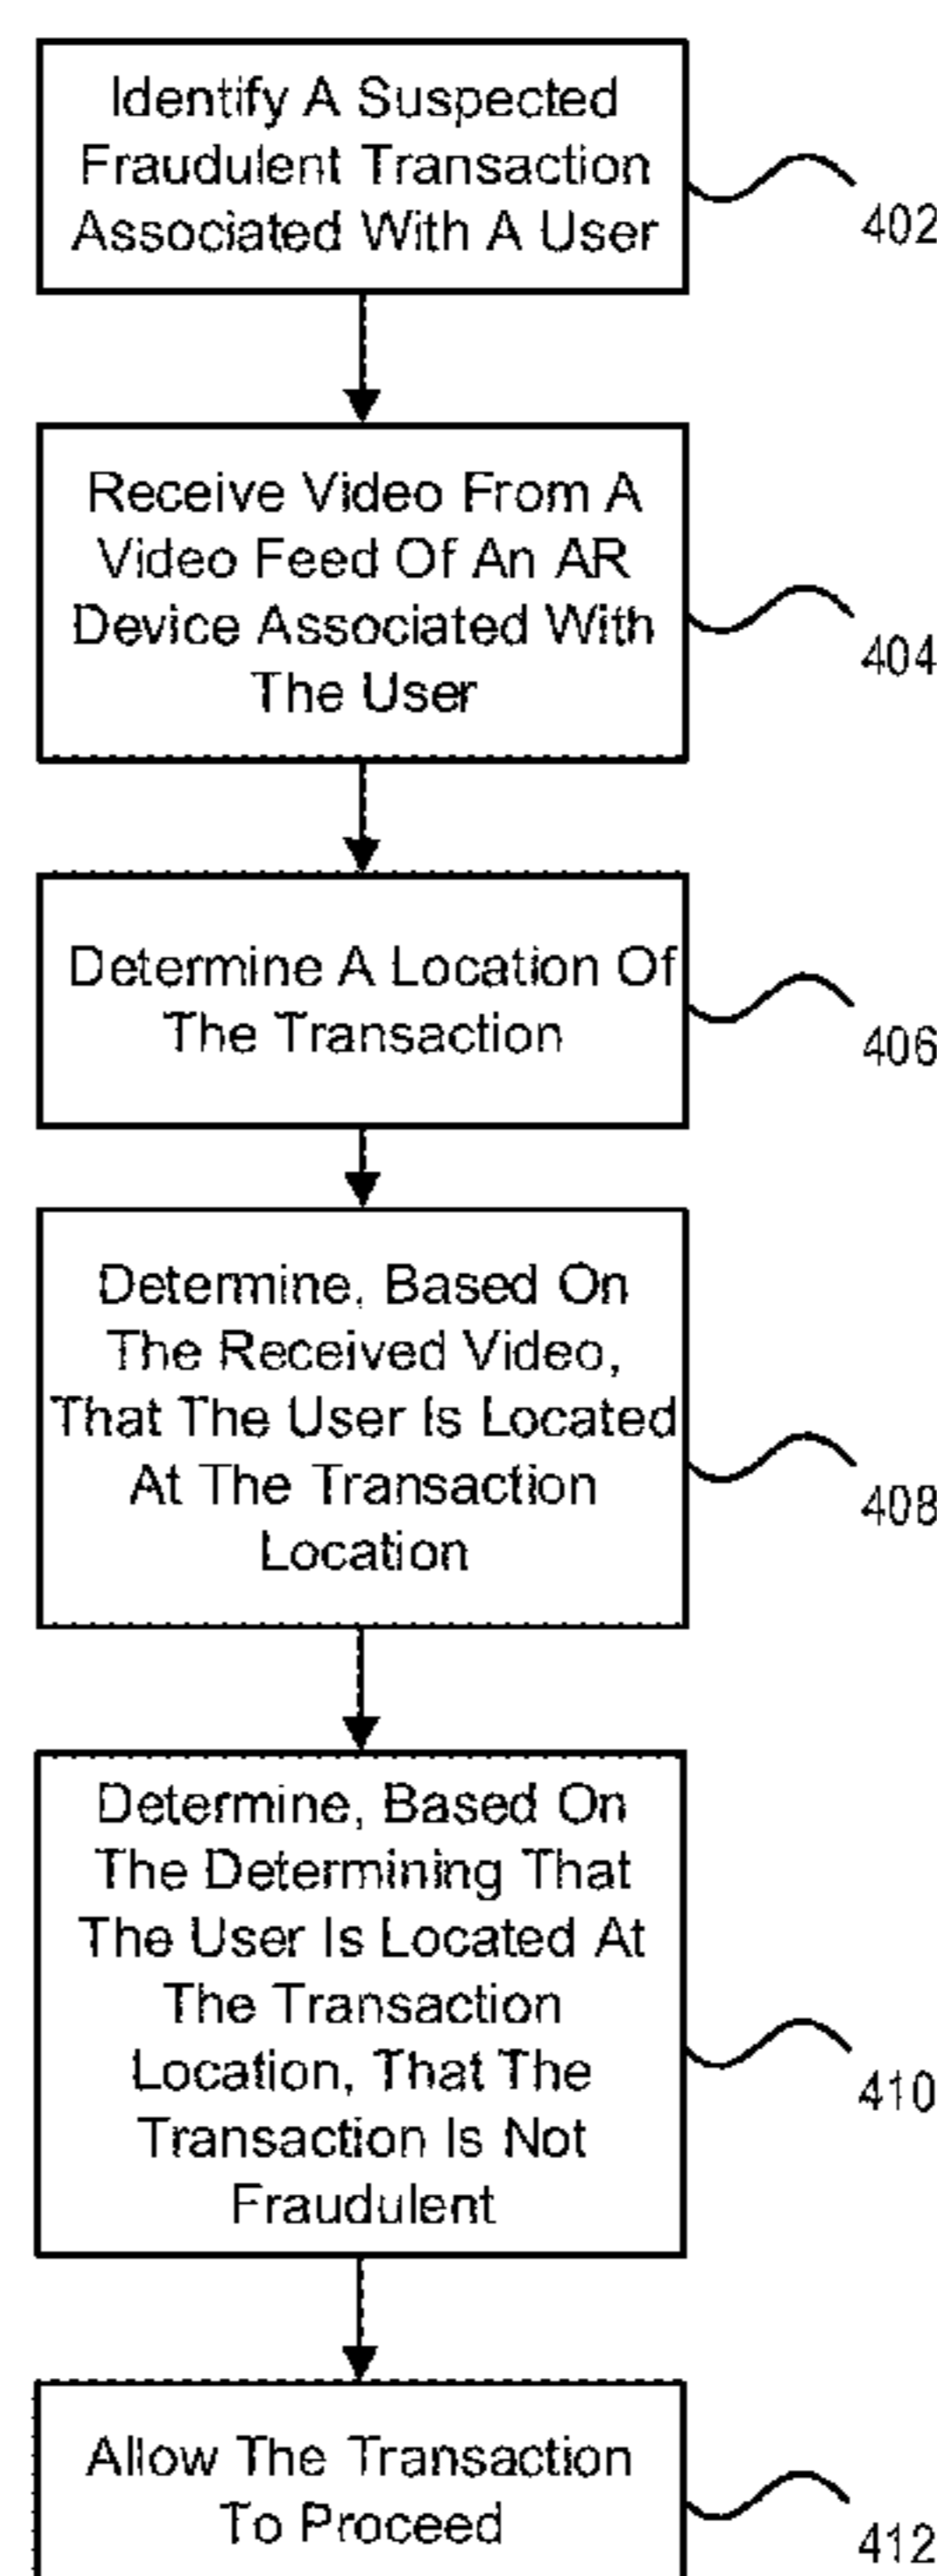 Identify A Suspected
Fraudulent Transaction
Associated With A User
402
Receive Video From A
Video Feed Of An AR
Device Associated With
The User
404
Determine A Location Of
The Transaction
406
Determine, Based On
The Received Video,
That The User Is Located
At The Transaction
Location
408
Determine, Based On
The Determining That
The User Is Located At
The Transaction
Location, That The
Transaction Is Not
Fraudulent
410
Allow The Transaction
To Proceed
412